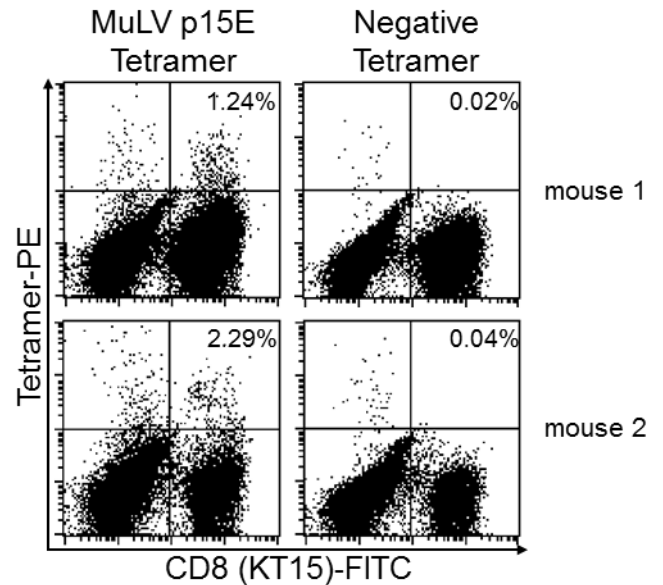 MuLV p15E
Tetramer
Negative
Tetramer
1.24%
0.02%
mouse 1
Tetramer-PE
2.29%
0.04%
mouse 2
CD8 (KT15)-FITC